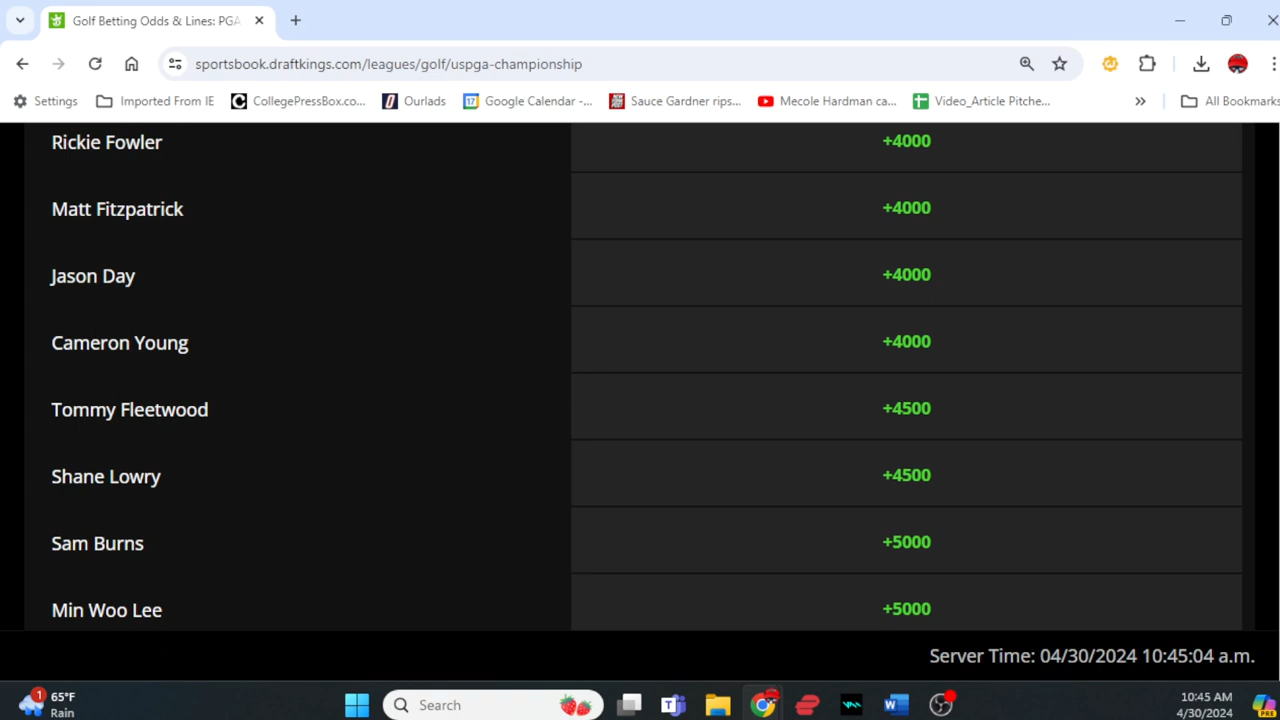 Golf Betting Odds & Lines: PGA
sportsbook.draftkings.com/leagues/golf/uspga-championship
Settings Imported From IE CollegePressBox.co... Ourlads Google Calendar -... Sauce Gardner rips... Mecole Hardman ca... Video_Article Pitche... » All Bookmarks
Rickie Fowler +4000
Matt Fitzpatrick +4000
Jason Day +4000
Cameron Young +4000
Tommy Fleetwood +4500
Shane Lowry +4500
Sam Burns +5000
Min Woo Lee +5000
Server Time: 04/30/2024 10:45:04 a.m.
1 65°F
Rain
Search
10:45 AM
4/30/2024
PRE